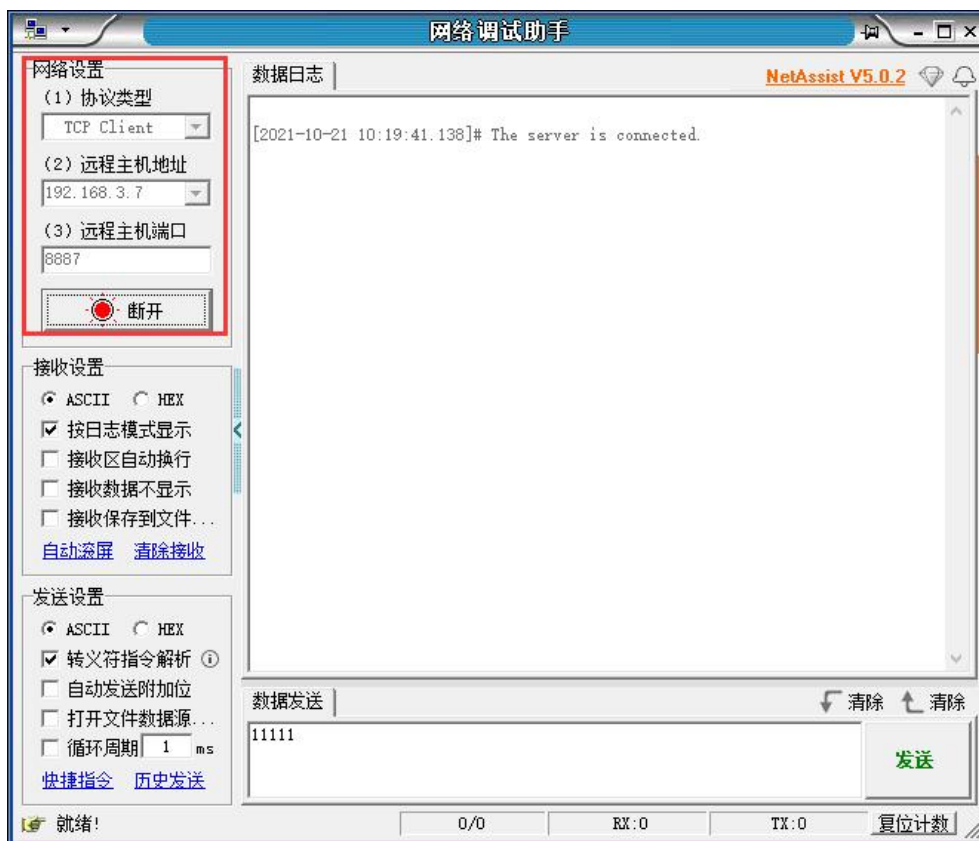 网络调试助手
网络设置
(1) 协议类型
TCP Client
(2) 远程主机地址
192.168.3.7
(3) 远程主机端口
8887
断开
接收设置
ASCII HEX
按日志模式显示
接收区自动换行
接收数据不显示
接收保存到文件...
自动滚屏 清除接收
发送设置
ASCII HEX
转义符指令解析
自动发送附加位
打开文件数据源...
循环周期 1 ms
快捷指令 历史发送
数据日志
NetAssist V5.0.2
[2021-10-21 10:19:41.138]# The server is connected.
数据发送
清除 清除
11111
发送
就绪!
0/0
RX:0
TX:0
复位计数